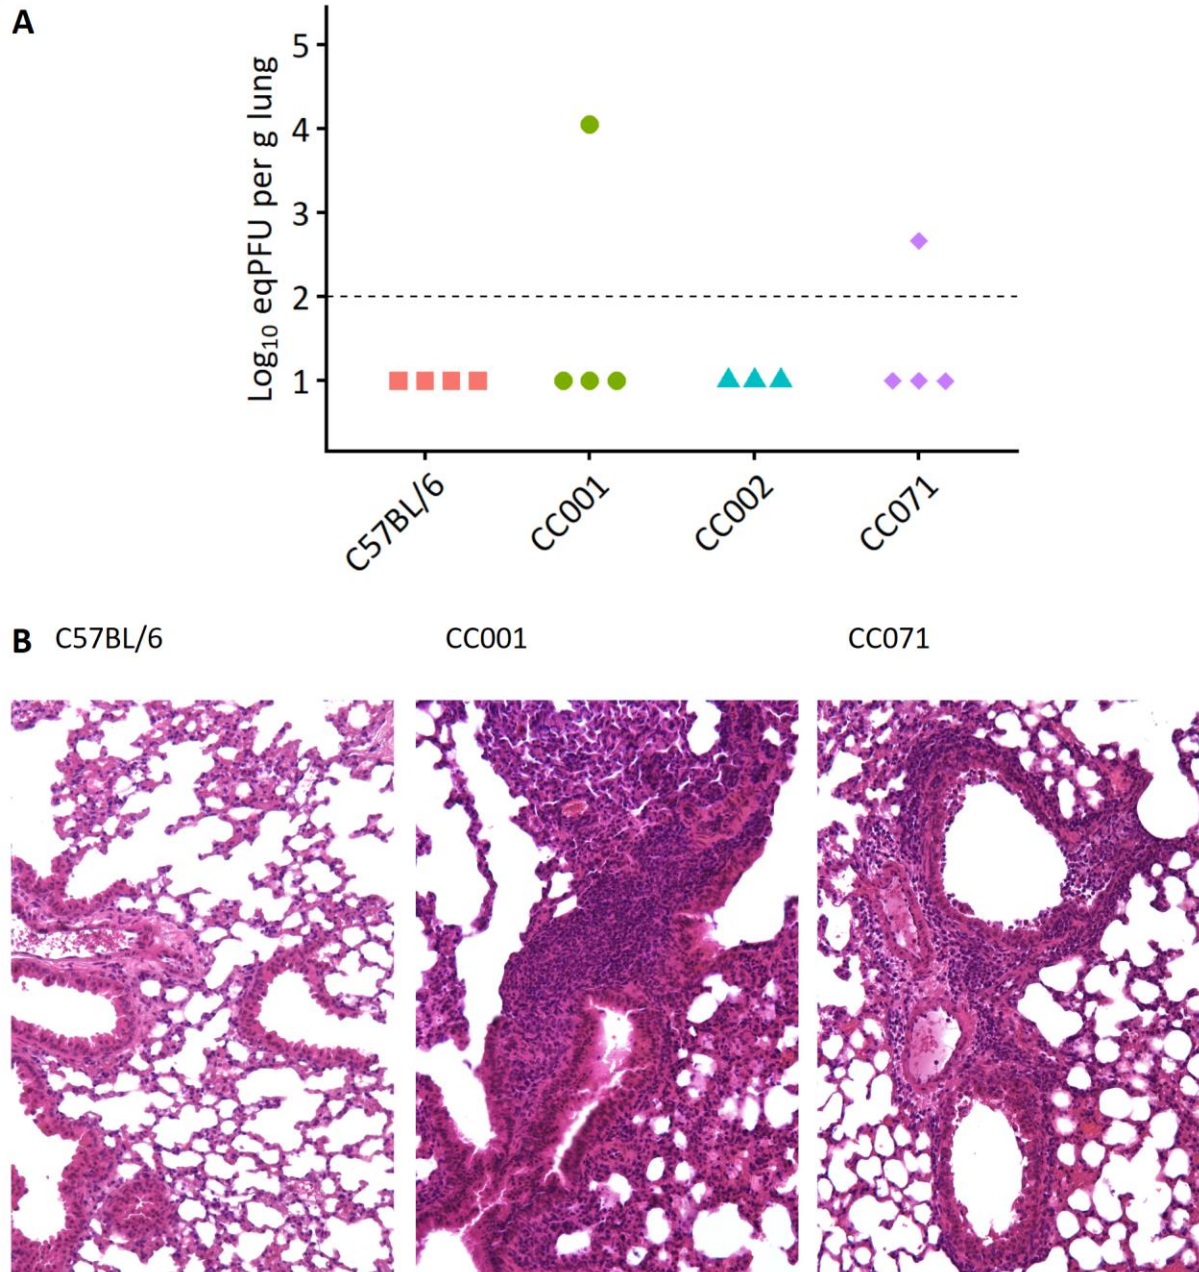 A
Log10 eqPFU per g lung
5
4
3
2
1
C57BL/6
CC001
CC002
CC071
B C57BL/6 CC001 CC071